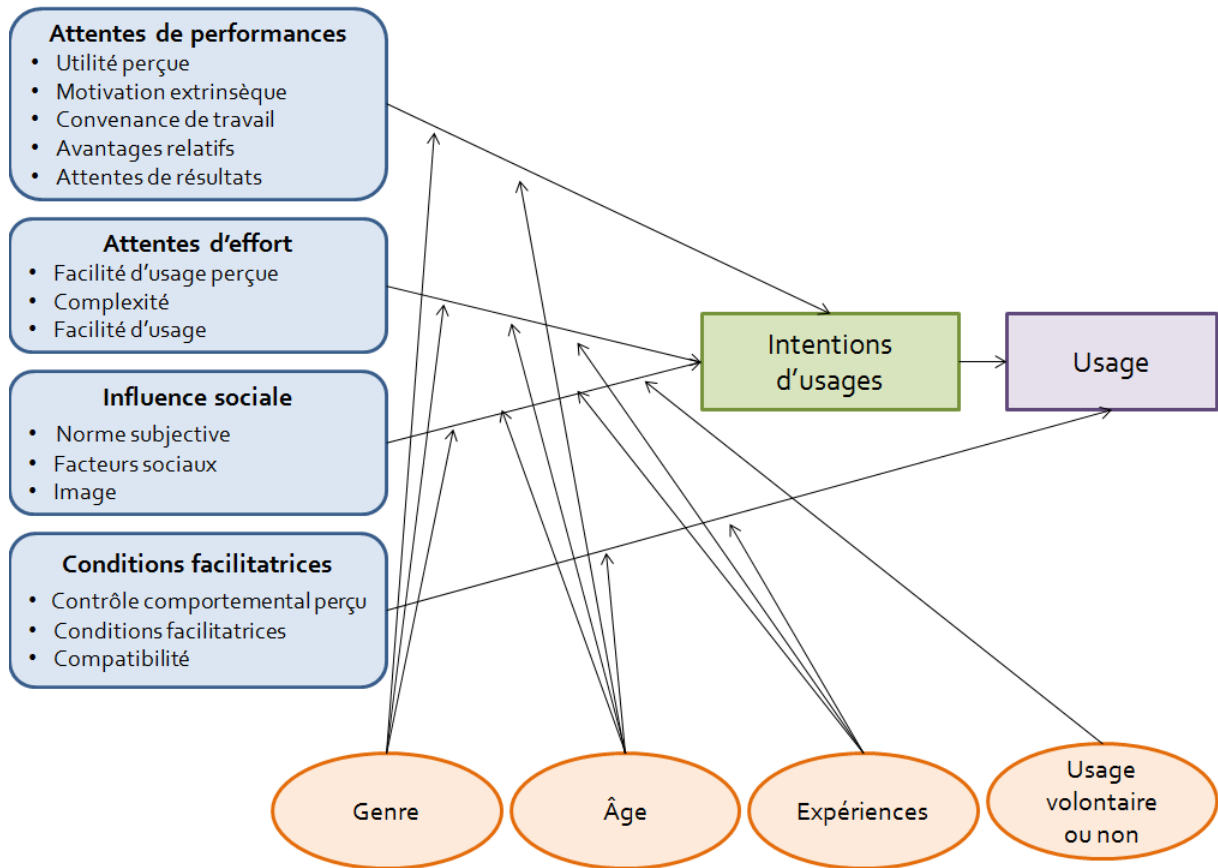 Attentes de performances
• Utilité perçue
• Motivation extrinsèque
• Convenance de travail
• Avantages relatifs
• Attentes de résultats
Attentes d'effort
• Facilité d'usage perçue
• Complexité
• Facilité d'usage
Influence sociale
• Norme subjective
• Facteurs sociaux
• Image
Conditions facilitatrices
• Contrôle comportemental perçu
• Conditions facilitatrices
• Compatibilité
Intentions
d'usages
Usage
Genre
Âge
Expériences
Usage
volontaire
ou non